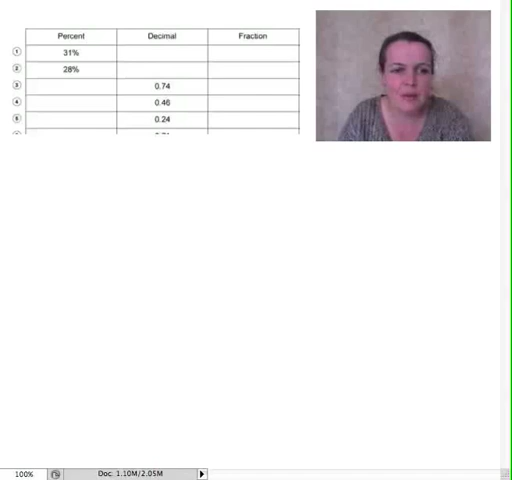 Percent Decimal Fraction
1 31%
2 28%
3 0.74
4 0.46
5 0.24
100% Doc: 1.10M/2.05M